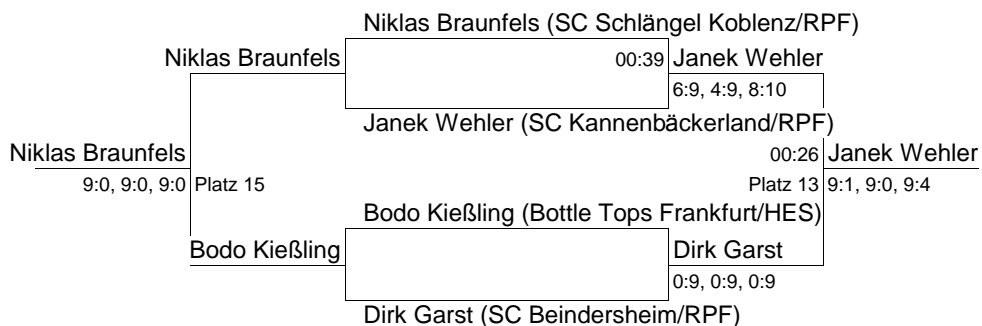 Niklas Braunfels (SC Schlängel Koblenz/RPF)
Niklas Braunfels
00:39 Janek Wehler
6:9, 4:9, 8:10
Janek Wehler (SC Kannenbäckerland/RPF)
Niklas Braunfels
00:26 Janek Wehler
9:0, 9:0, 9:0 Platz 15
Platz 13 9:1, 9:0, 9:4
Bodo Kießling (Bottle Tops Frankfurt/HES)
Bodo Kießling
Dirk Garst
0:9, 0:9, 0:9
Dirk Garst (SC Beindersheim/RPF)